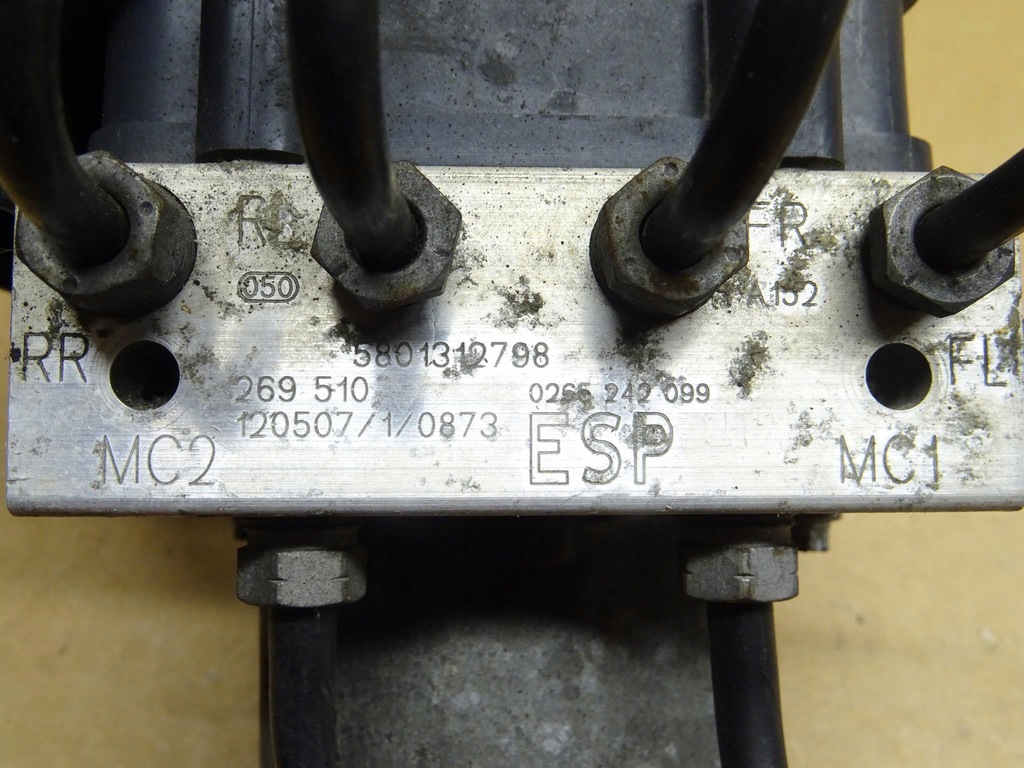 RL
FR
050
A152
RR
5801312798
FL
269 510
0265 242 099
120507/1/0873
ESP
MC2
MC1